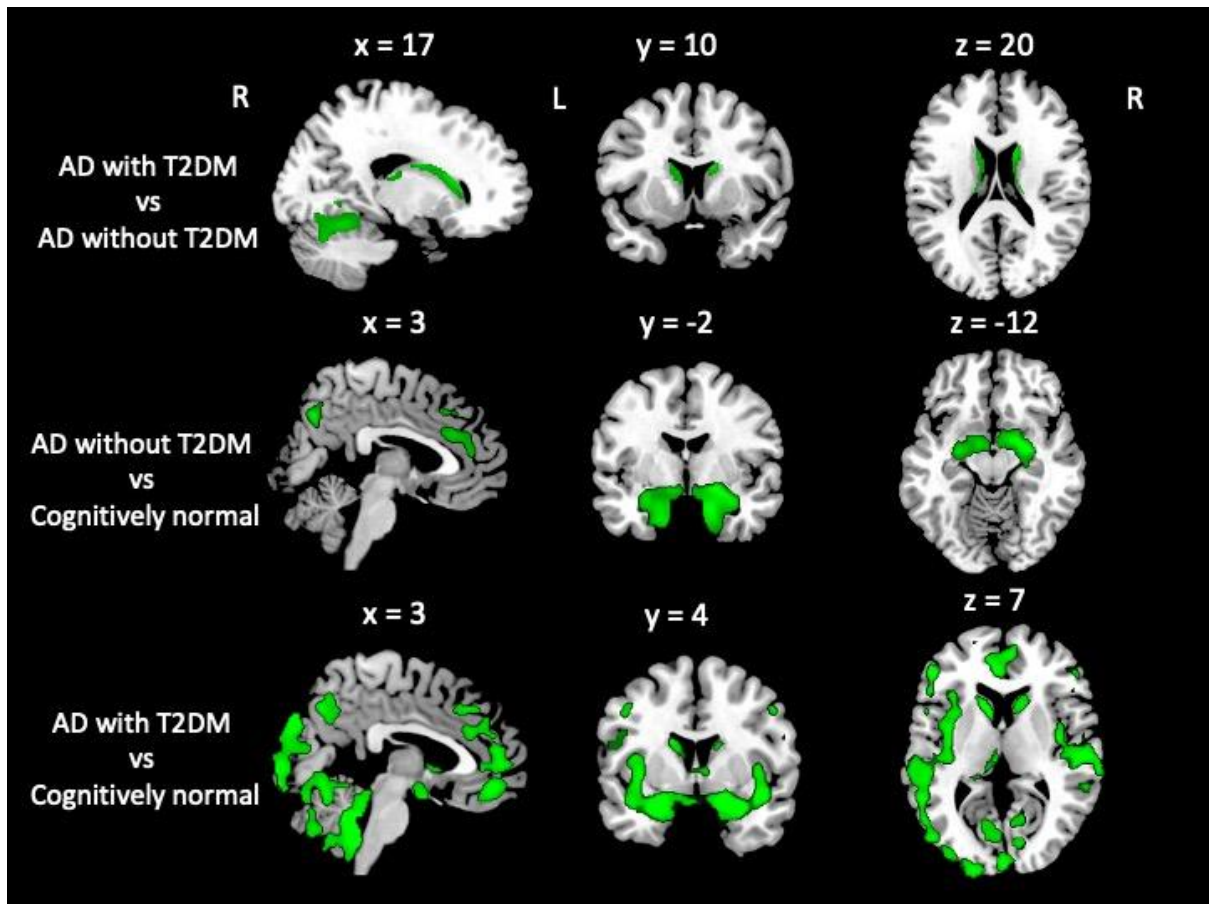 x = 17
y = 10
z = 20
R
L
R
AD with T2DM
vs
AD without T2DM
x = 3
y = -2
z = -12
AD without T2DM
vs
Cognitively normal
x = 3
y = 4
z = 7
AD with T2DM
vs
Cognitively normal